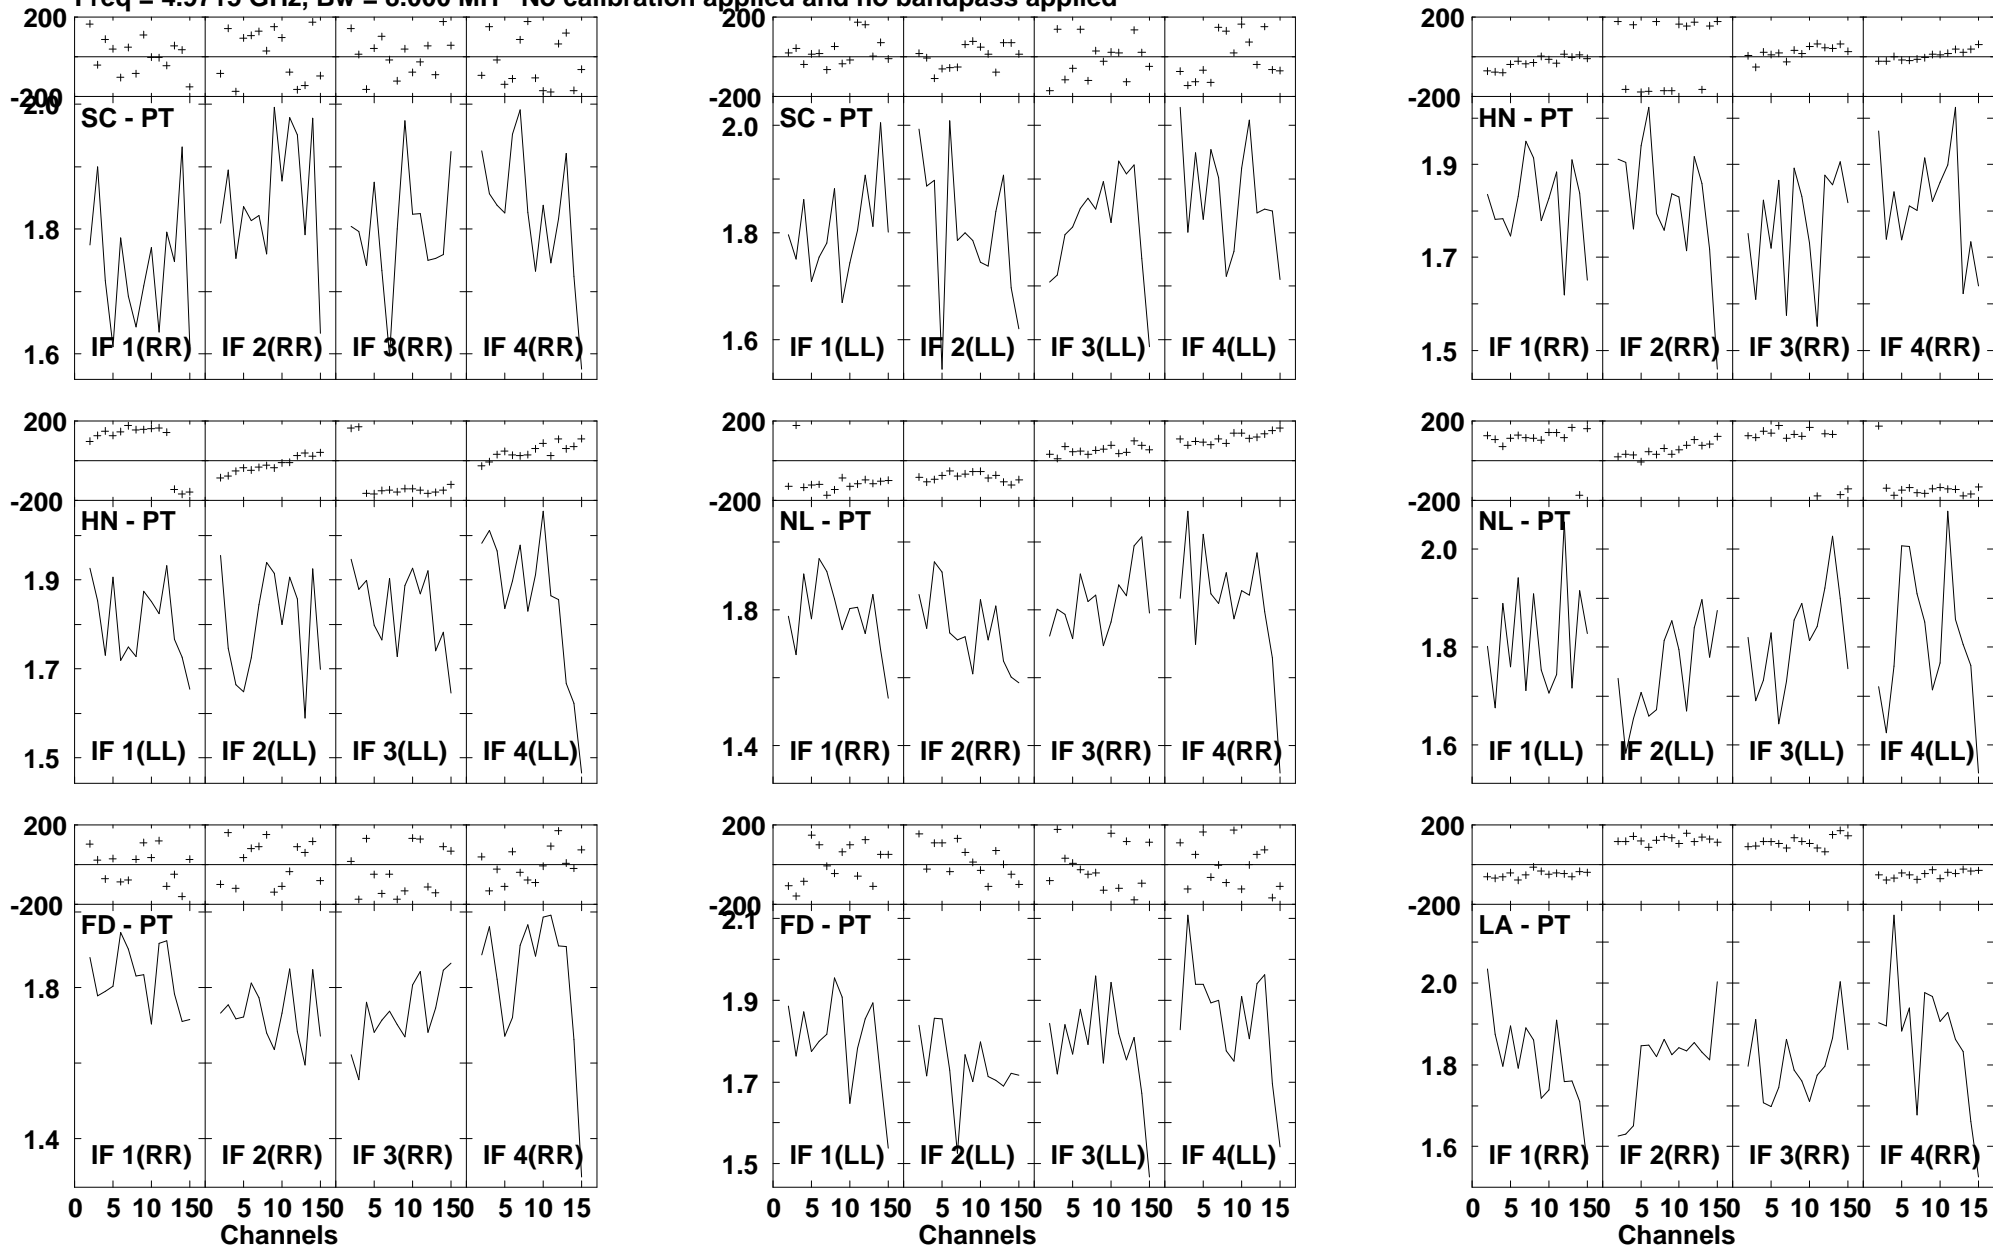 Freq = 4.9715 GHz, Bw = 8.000 MH No calibration applied and no bandpass applied
200 200 200
-200 -200 -200
2.0
SC - PT SC - PT HN - PT
2.0
1.9
1.8 1.8
1.7
1.6 1.6 1.5
IF 1(RR) IF 2(RR) IF 3(RR) IF 4(RR) IF 1(LL) IF 2(LL) IF 3(LL) IF 4(LL) IF 1(RR) IF 2(RR) IF 3(RR) IF 4(RR)
200 200 200
-200 -200 -200
HN - PT NL - PT NL - PT
2.0
1.9 1.8
1.7 1.8
1.5 1.4 1.6
IF 1(LL) IF 2(LL) IF 3(LL) IF 4(LL) IF 1(RR) IF 2(RR) IF 3(RR) IF 4(RR) IF 1(LL) IF 2(LL) IF 3(LL) IF 4(LL)
200 200 200
-200 -200 -200
2.1
FD - PT FD - PT LA - PT
1.8 1.9 2.0
1.7 1.8
1.4 1.5 1.6
IF 1(RR) IF 2(RR) IF 3(RR) IF 4(RR) IF 1(LL) IF 2(LL) IF 3(LL) IF 4(LL) IF 1(RR) IF 2(RR) IF 3(RR) IF 4(RR)
0 5 10 150 5 10 150 5 10 150 5 10 15 0 5 10 150 5 10 150 5 10 150 5 10 15 0 5 10 150 5 10 150 5 10 150 5 10 15
Channels Channels Channels